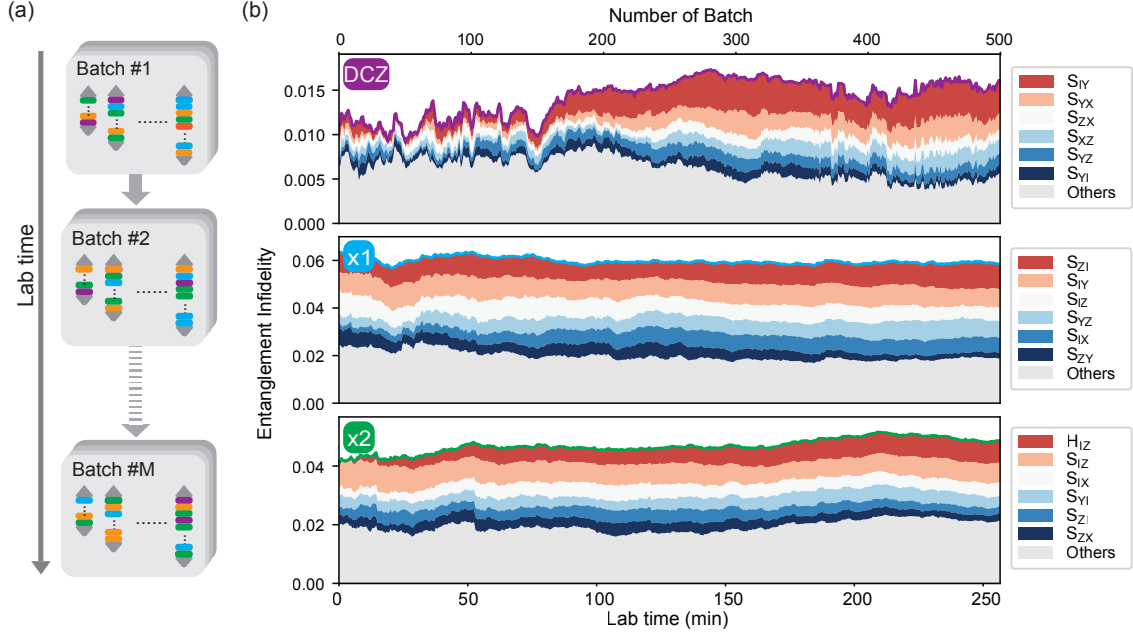 (a)
Lab time
Batch #1
Batch #2
Batch #M
(b)
Number of Batch
0 100 200 300 400 500
Entanglement Infidelity
DCZ
0.015
0.010
0.005
0.000
S_IY
S_YX
S_ZX
S_XZ
S_YZ
S_YI
Others
x1
0.06
0.04
0.02
0.00
S_ZI
S_IY
S_IZ
S_YZ
S_IX
S_ZY
Others
x2
0.04
0.02
0.00
H_IZ
S_IZ
S_IX
S_YI
S_ZI
S_ZX
Others
0 50 100 150 200 250
Lab time (min)